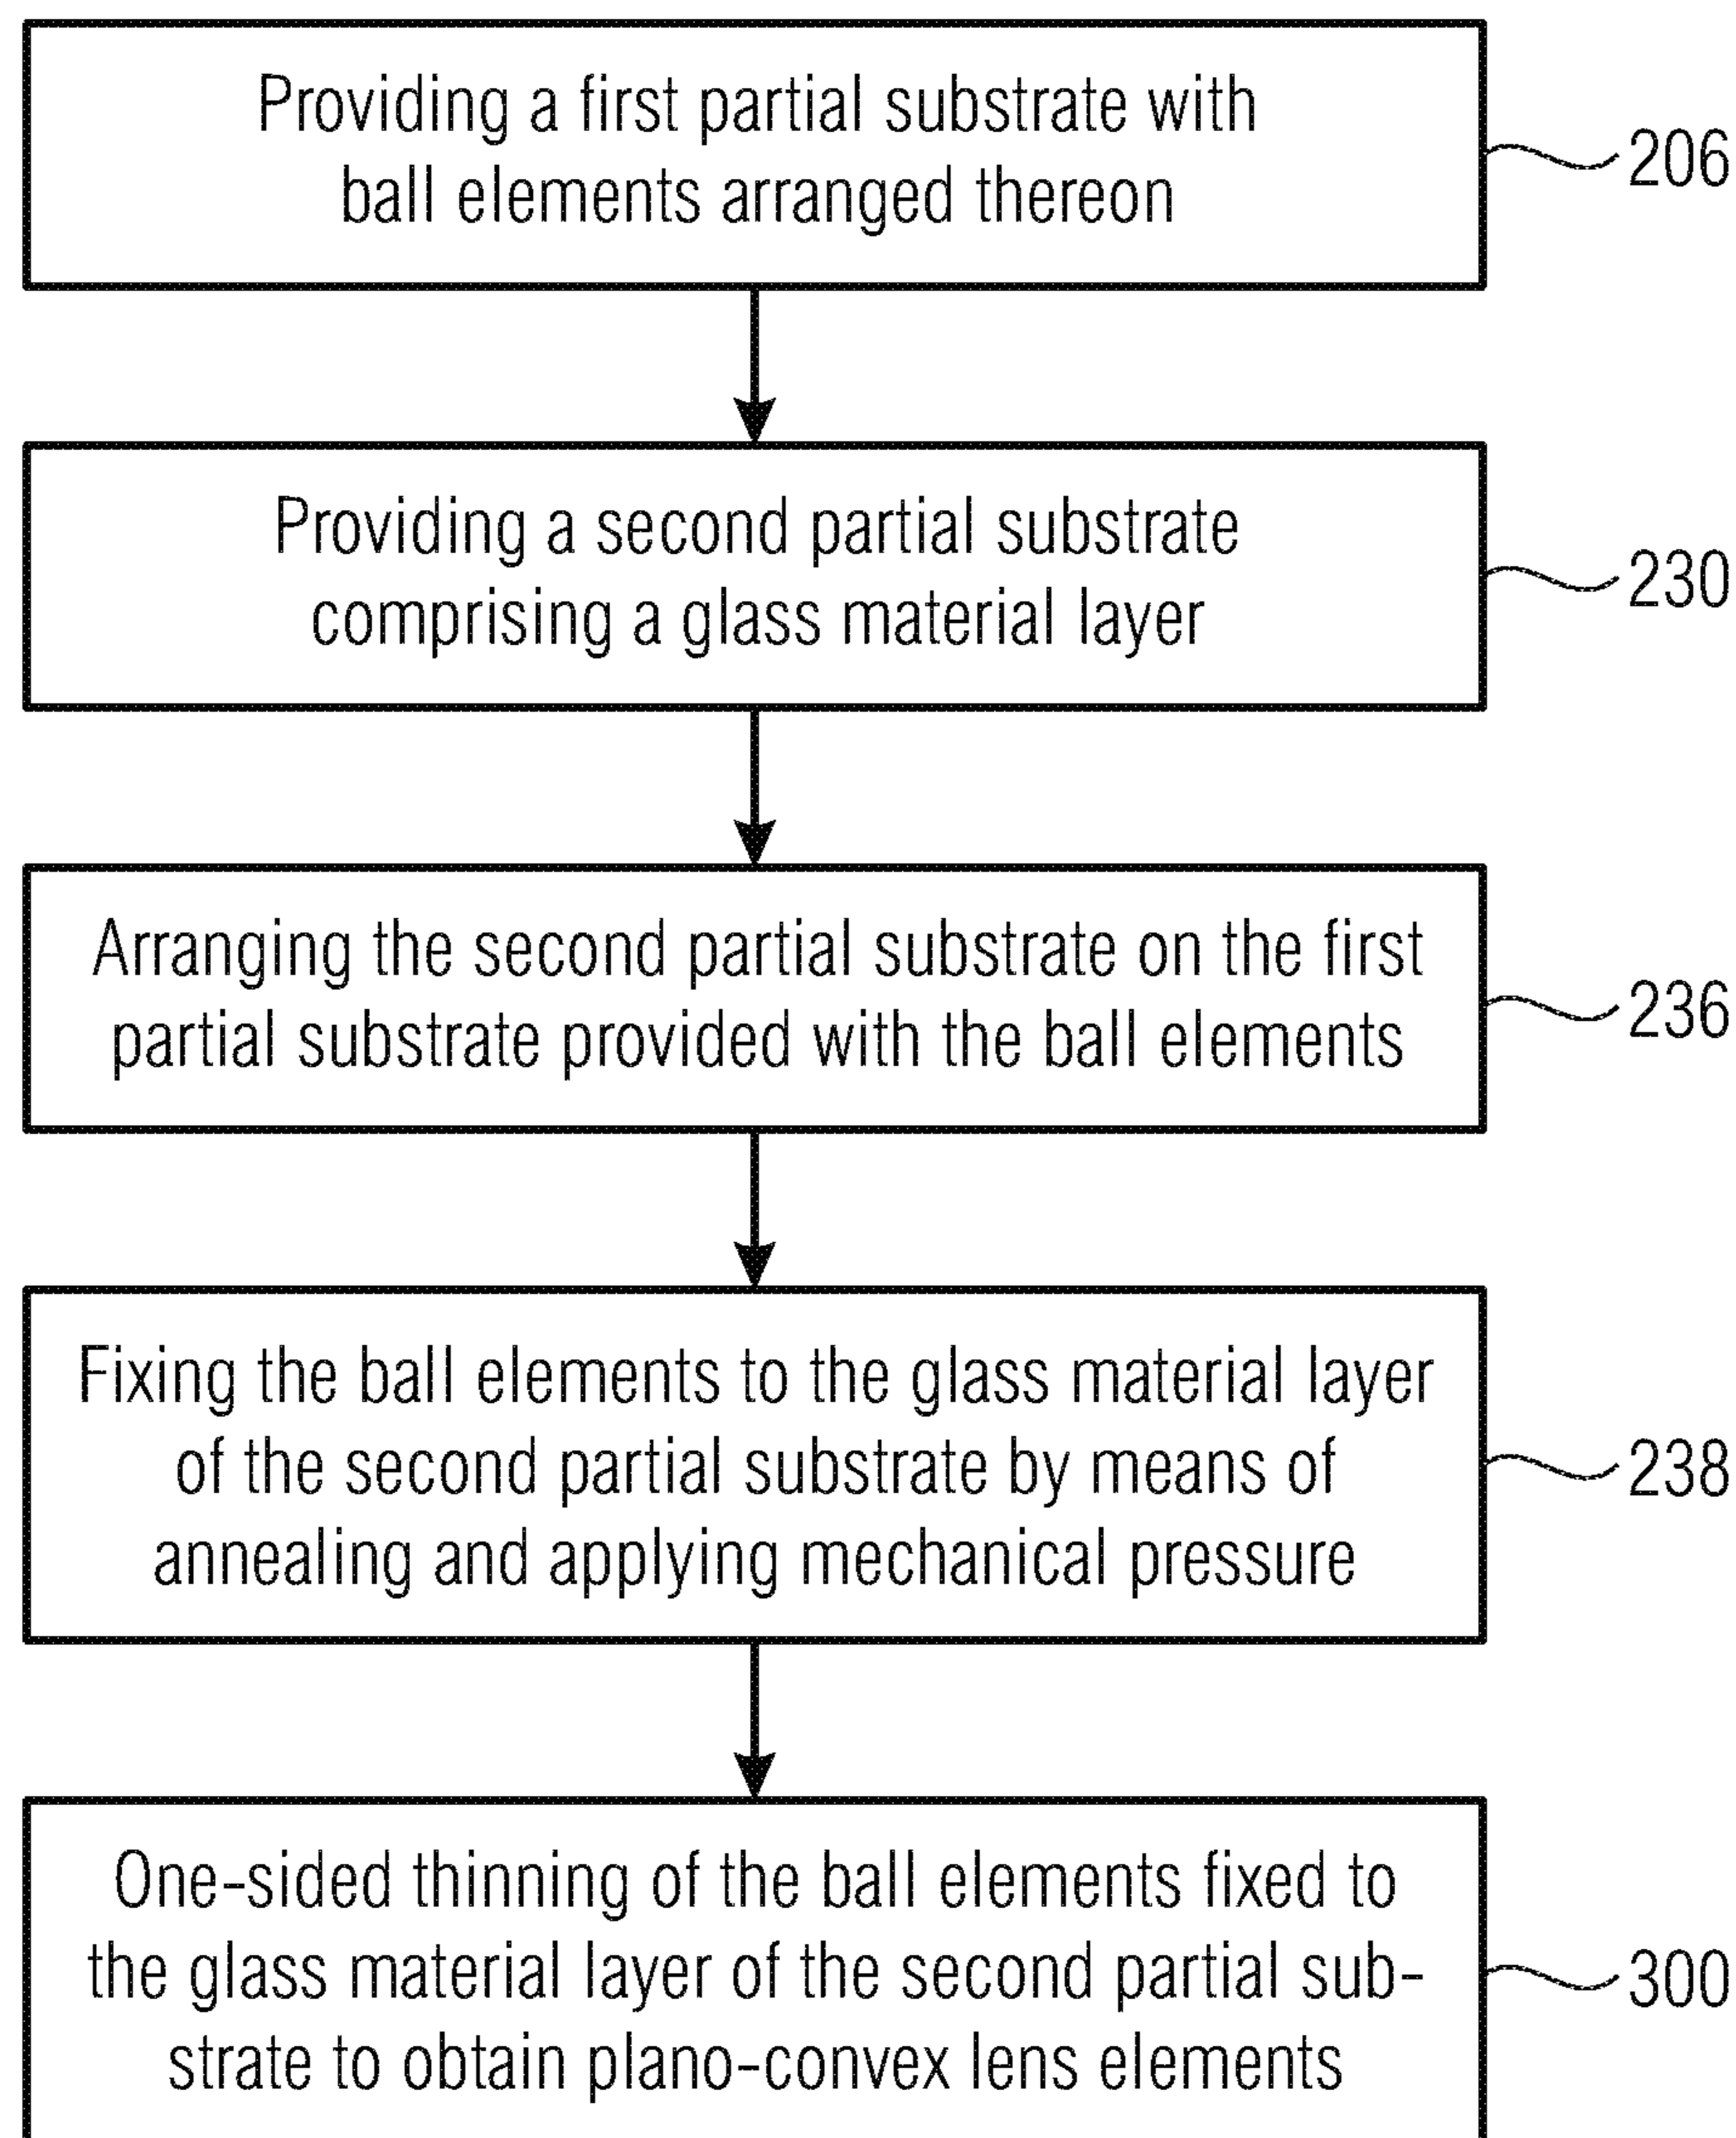 Providing a first partial substrate with
ball elements arranged thereon
206
Providing a second partial substrate
comprising a glass material layer
230
Arranging the second partial substrate on the first
partial substrate provided with the ball elements
236
Fixing the ball elements to the glass material layer
of the second partial substrate by means of
annealing and applying mechanical pressure
238
One-sided thinning of the ball elements fixed to
the glass material layer of the second partial sub-
strate to obtain plano-convex lens elements
300